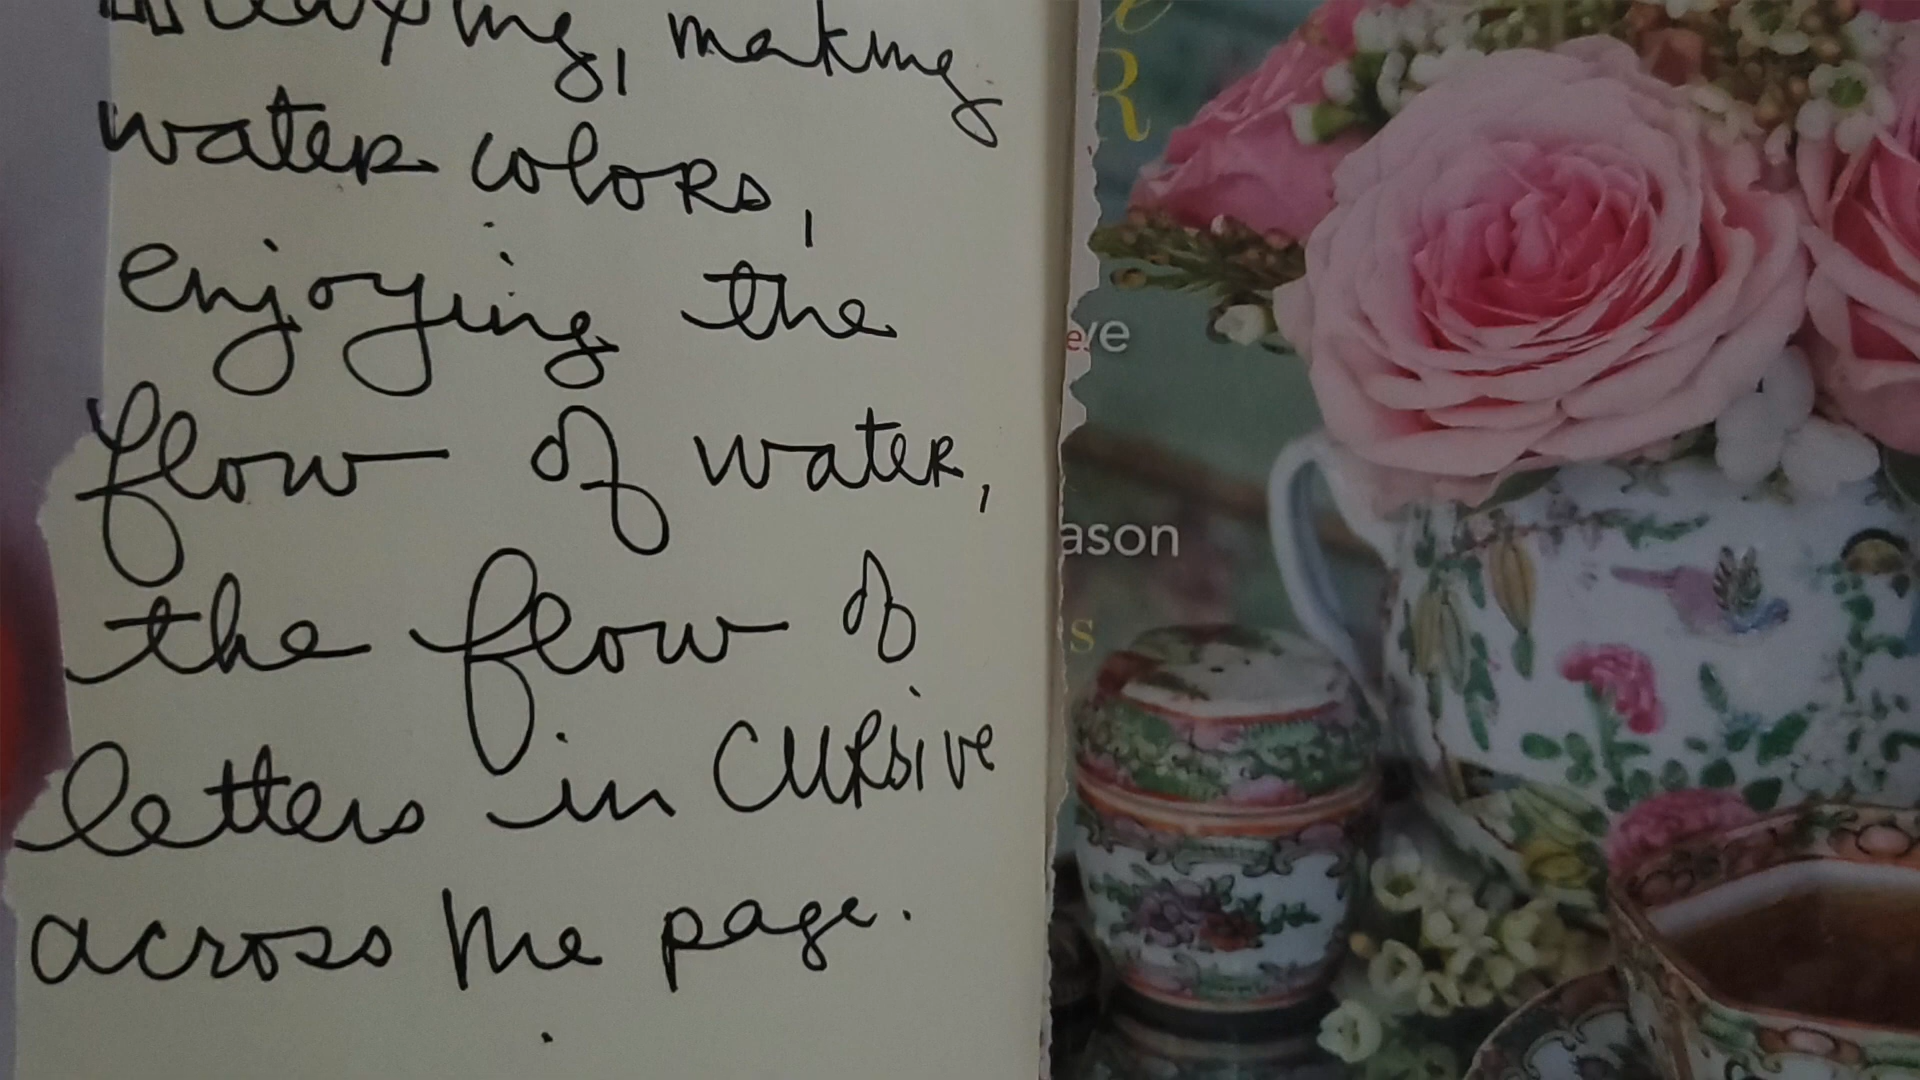 relaxing, making
water colors,
enjoying the
flow of water,
the flow of
letters in cursive
across the page.
e
R
e!
ve
ason
s